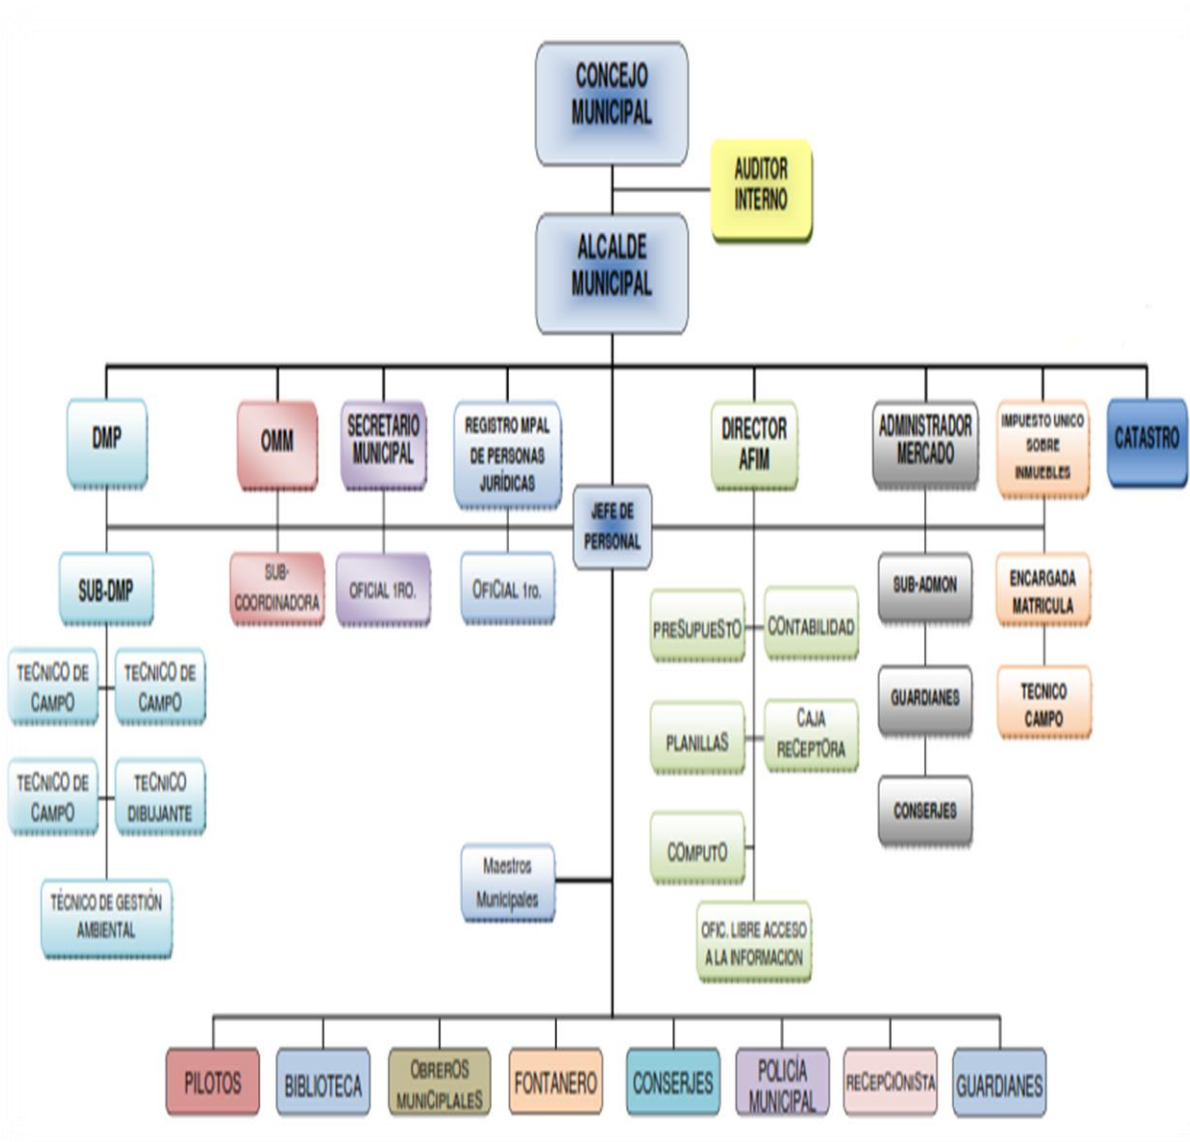 CONCEJO
MUNICIPAL
AUDITOR
INTERNO
ALCALDE
MUNICIPAL
DMP
OMM
SECRETARIO
MUNICIPAL
REGISTRO MPAL
DE PERSONAS
JURÍDICAS
DIRECTOR
AFIM
ADMINISTRADOR
MERCADO
IMPUESTO UNICO
SOBRE
INMUEBLES
CATASTRO
JEFE DE
PERSONAL
SUB-DMP
SUB-
COORDINADORA
OFICIAL 1RO.
OFICIAL 1ro.
PRESUPUESTO
CONTABILIDAD
SUB-ADMON
ENCARGADA
MATRICULA
TECNICO DE
CAMPO
TECNICO DE
CAMPO
PLANILLAS
CAJA
RECEPTORA
GUARDIANES
TECNICO
CAMPO
TECNICO DE
CAMPO
TECNICO
DIBUJANTE
COMPUTO
CONSERJES
TÉCNICO DE GESTIÓN
AMBIENTAL
Maestros
Municipales
OFIC. LIBRE ACCESO
A LA INFORMACION
PILOTOS
BIBLIOTECA
OBREROS
MUNICIPLALES
FONTANERO
CONSERJES
POLICÍA
MUNICIPAL
RECEPCIONISTA
GUARDIANES